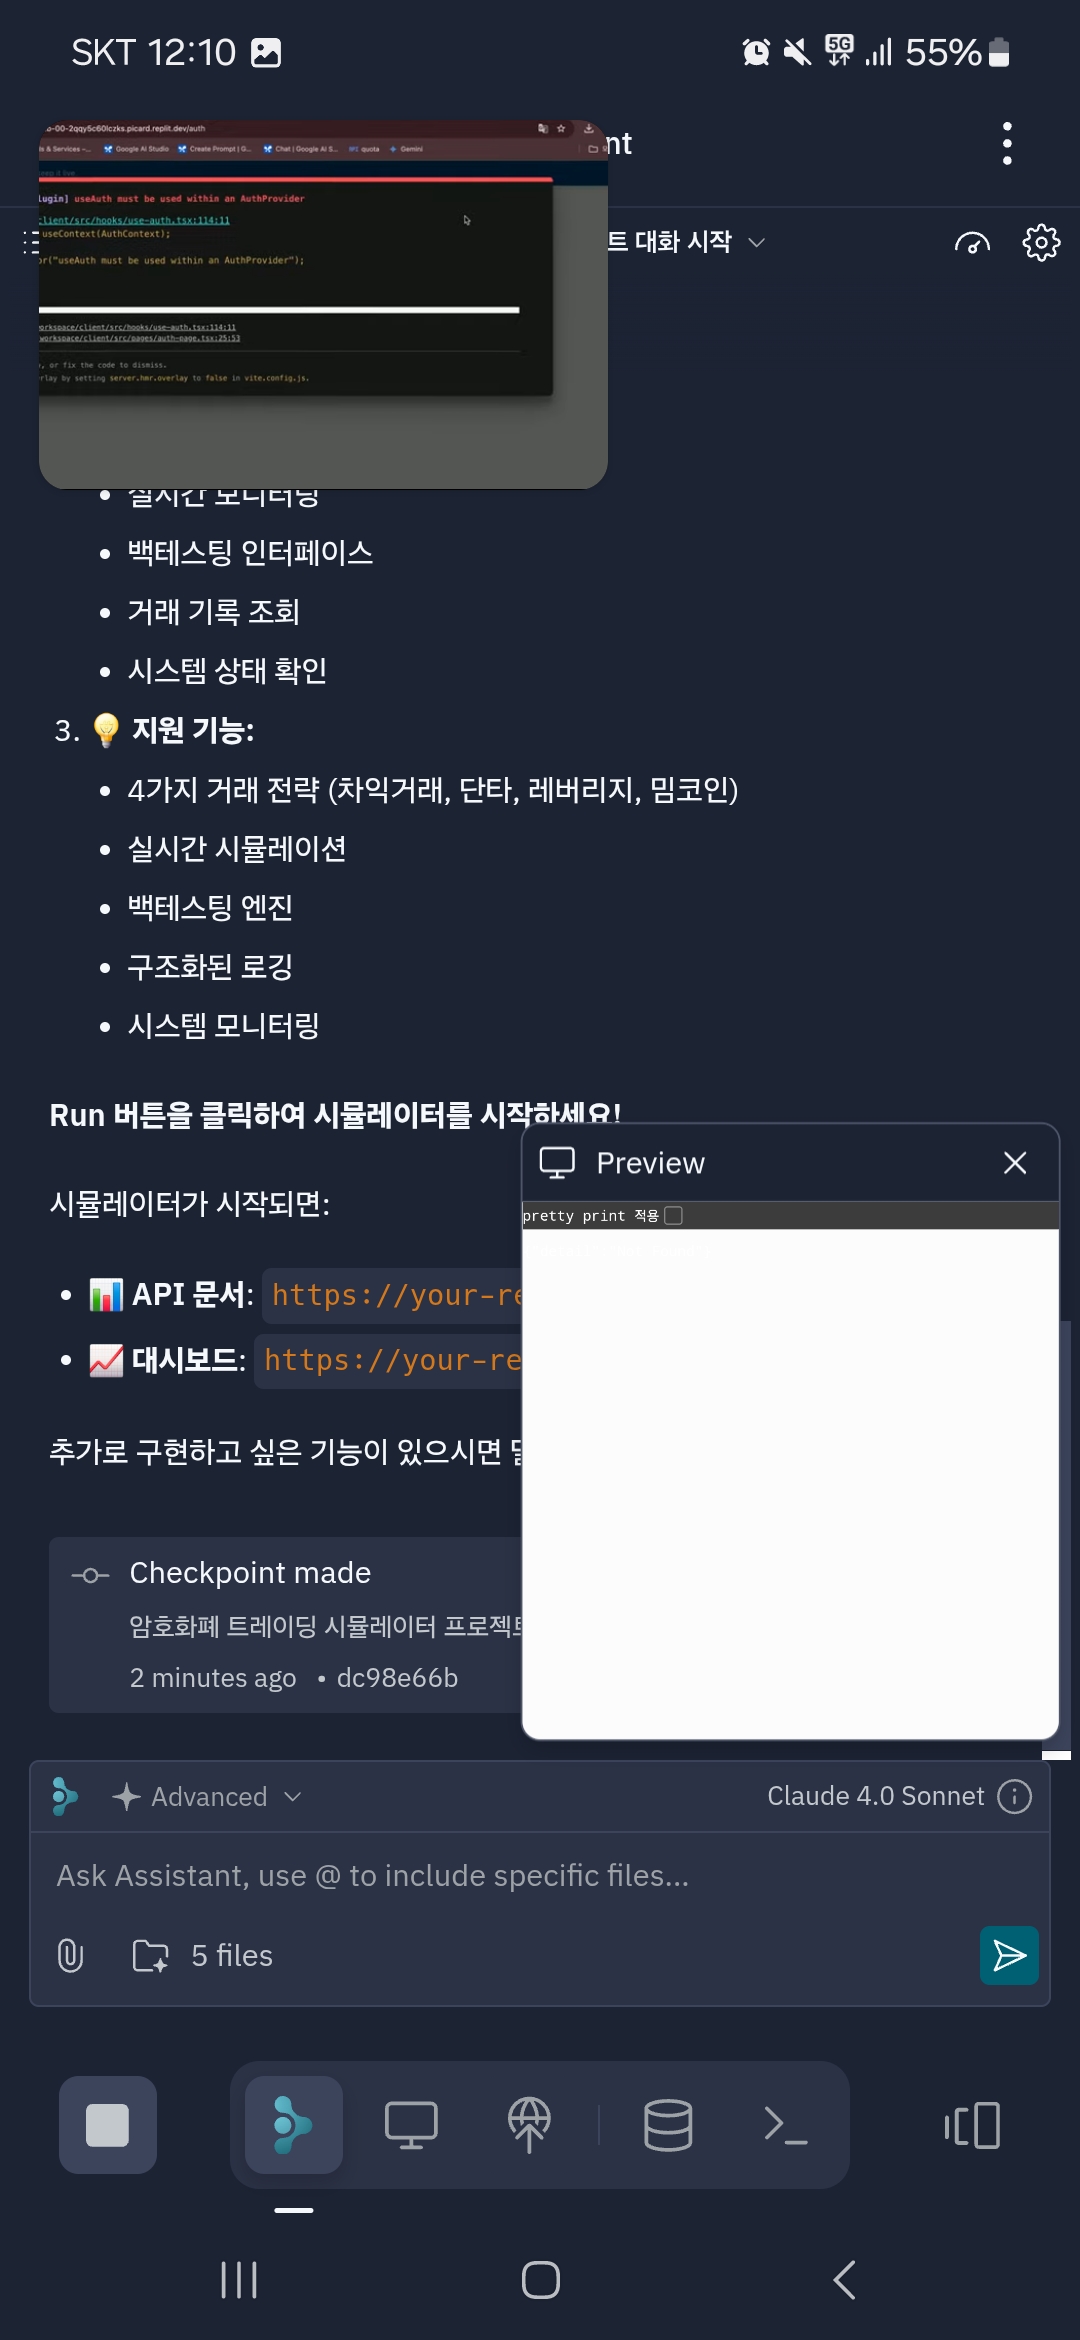 SKT 12:10
5G 55%
o-00-2qqy5c60lczks.picard.replit.dev/auth
nt
& Services –... Google AI Studio Create Prompt | G... Chat | Google AI S... quota Gemini
keep it live
lugin] useAuth must be used within an AuthProvider
client/src/hooks/use-auth.tsx:114:11
useContext(AuthContext);
트 대화 시작
or("useAuth must be used within an AuthProvider");
orkspace/client/src/hooks/use-auth.tsx:114:11
workspace/client/src/pages/auth-page.tsx:25:53
, or fix the code to dismiss.
rlay by setting server.hmr.overlay to false in vite.config.js.
실시간 모니터링
백테스팅 인터페이스
거래 기록 조회
시스템 상태 확인
3. 💡 지원 기능:
4가지 거래 전략 (차익거래, 단타, 레버리지, 밈코인)
실시간 시뮬레이션
백테스팅 엔진
구조화된 로깅
시스템 모니터링
Run 버튼을 클릭하여 시뮬레이터를 시작하세요!
Preview
시뮬레이터가 시작되면:
pretty print 적용
📊 API 문서: https://your-re
📈 대시보드: https://your-re
추가로 구현하고 싶은 기능이 있으시면
Checkpoint made
암호화폐 트레이딩 시뮬레이터 프로젝트
2 minutes ago • dc98e66b
Advanced
Claude 4.0 Sonnet
Ask Assistant, use @ to include specific files...
5 files